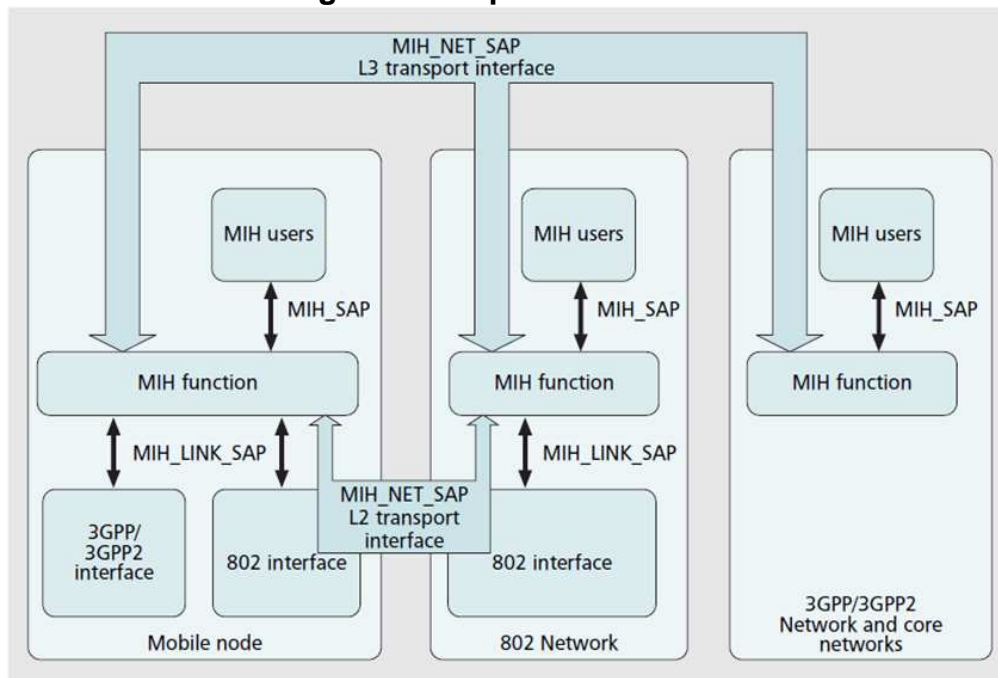 MIH_NET_SAP
L3 transport interface
MIH users
MIH users
MIH users
MIH_SAP
MIH_SAP
MIH_SAP
MIH function
MIH function
MIH function
MIH_LINK_SAP
MIH_LINK_SAP
MIH_NET_SAP
L2 transport
interface
3GPP/
3GPP2
interface
802 interface
802 interface
3GPP/3GPP2
Network and core
networks
Mobile node
802 Network